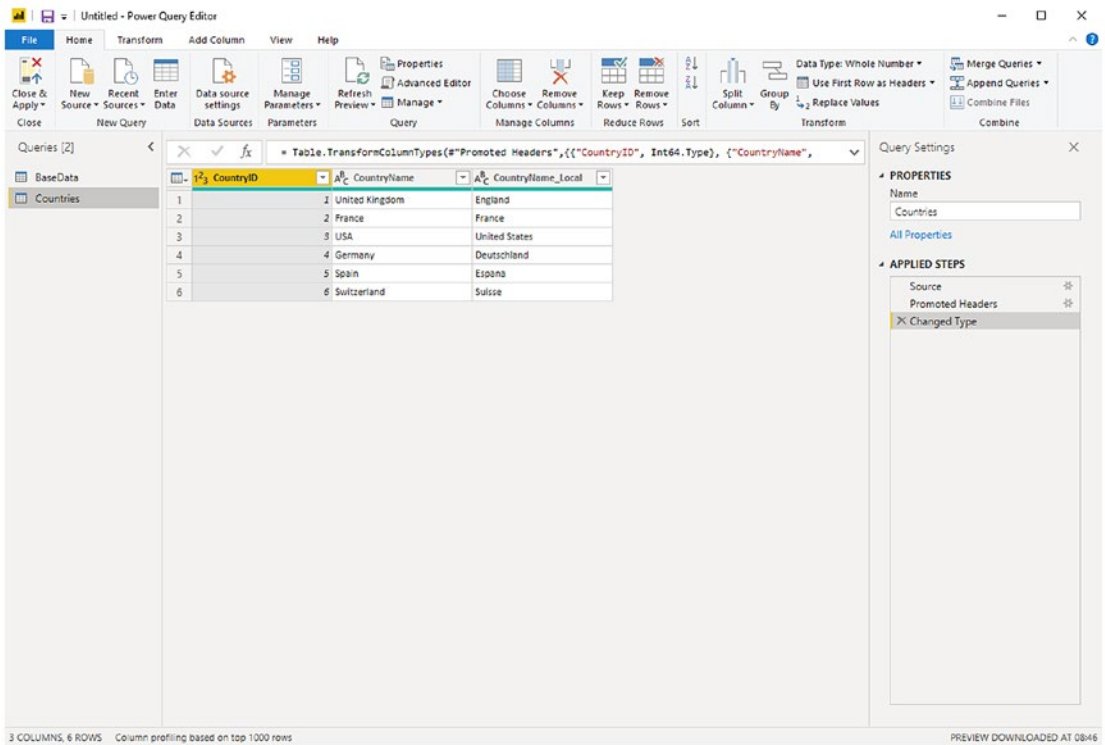 Untitled - Power Query Editor
File Home Transform Add Column View Help
Close & Apply
New Source
Recent Sources
Enter Data
Data source settings
Manage Parameters
Refresh Preview
Properties
Advanced Editor
Manage
Choose Columns
Remove Columns
Keep Rows
Remove Rows
Split Column
Group By
Data Type: Whole Number
Use First Row as Headers
Replace Values
Merge Queries
Append Queries
Combine Files
Close New Query Data Sources Parameters Query Manage Columns Reduce Rows Sort Transform Combine
Queries [2]
BaseData
Countries
fx = Table.TransformColumnTypes(#"Promoted Headers",{{"CountryID", Int64.Type}, {"CountryName",
CountryID CountryName CountryName_Local
1 1 United Kingdom England
2 2 France France
3 3 USA United States
4 4 Germany Deutschland
5 5 Spain Espana
6 6 Switzerland Suisse
Query Settings
PROPERTIES
Name
Countries
All Properties
APPLIED STEPS
Source
Promoted Headers
Changed Type
3 COLUMNS, 6 ROWS Column profiling based on top 1000 rows PREVIEW DOWNLOADED AT 08:46